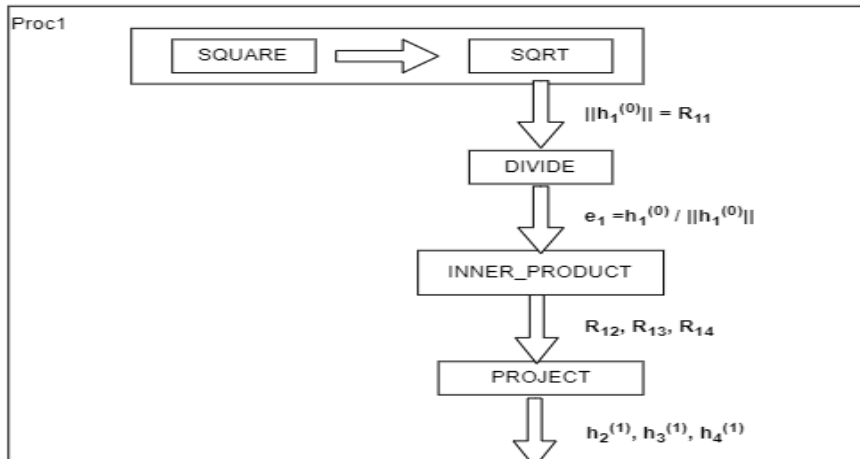 Proc1
SQUARE SQRT
||h₁⁽⁰⁾|| = R₁₁
DIVIDE
e₁ =h₁⁽⁰⁾ / ||h₁⁽⁰⁾||
INNER_PRODUCT
R₁₂, R₁₃, R₁₄
PROJECT
h₂⁽¹⁾, h₃⁽¹⁾, h₄⁽¹⁾